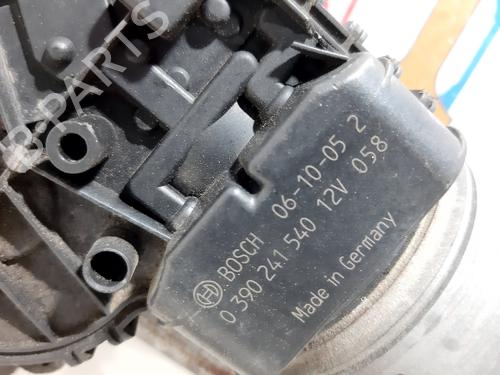 B-PARTS
BOSCH 06-10-05 2
0 390 241 540 12V 058
Made in Germany